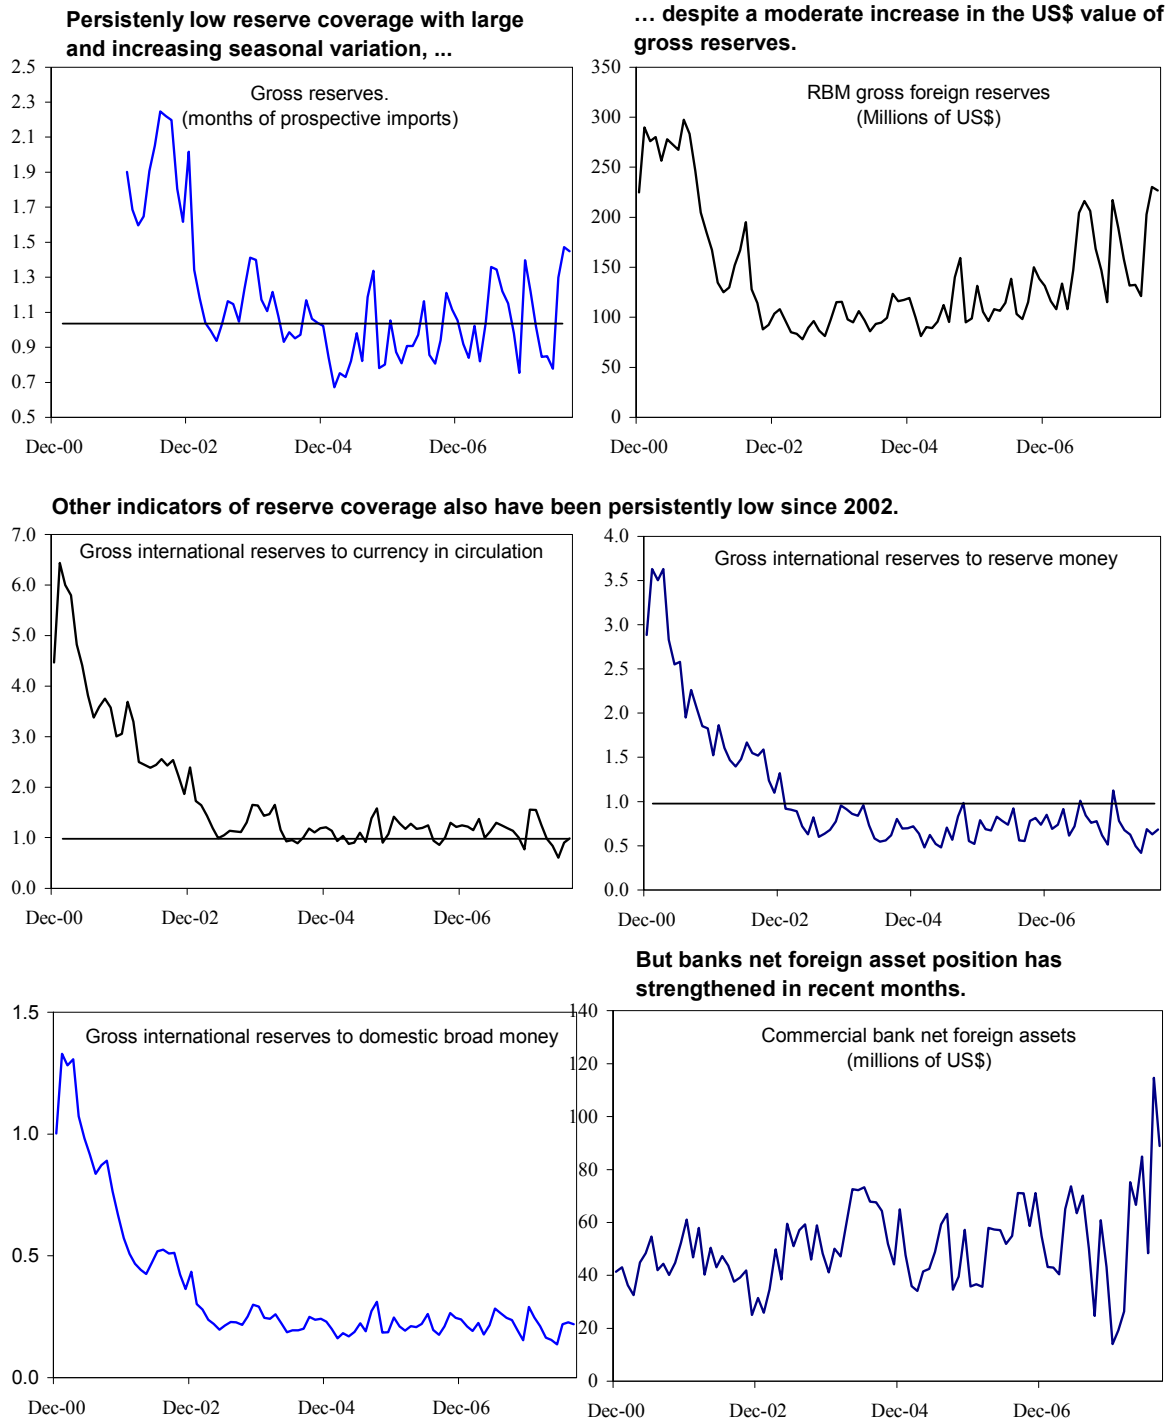 Persistenly low reserve coverage with large
and increasing seasonal variation, ...
2.5
2.3
2.1
1.9
1.7
1.5
1.3
1.1
0.9
0.7
0.5
Gross reserves.
(months of prospective imports)
Dec-00 Dec-02 Dec-04 Dec-06
… despite a moderate increase in the US$ value of
gross reserves.
350
300
250
200
150
100
50
0
RBM gross foreign reserves
(Millions of US$)
Dec-00 Dec-02 Dec-04 Dec-06
Other indicators of reserve coverage also have been persistently low since 2002.
7.0
6.0
5.0
4.0
3.0
2.0
1.0
0.0
Gross international reserves to currency in circulation
Dec-00 Dec-02 Dec-04 Dec-06
4.0
3.5
3.0
2.5
2.0
1.5
1.0
0.5
0.0
Gross international reserves to reserve money
Dec-00 Dec-02 Dec-04 Dec-06
1.5
1.0
0.5
0.0
Gross international reserves to domestic broad money
Dec-00 Dec-02 Dec-04 Dec-06
But banks net foreign asset position has
strengthened in recent months.
140
120
100
80
60
40
20
0
Commercial bank net foreign assets
(millions of US$)
Dec-00 Dec-02 Dec-04 Dec-06